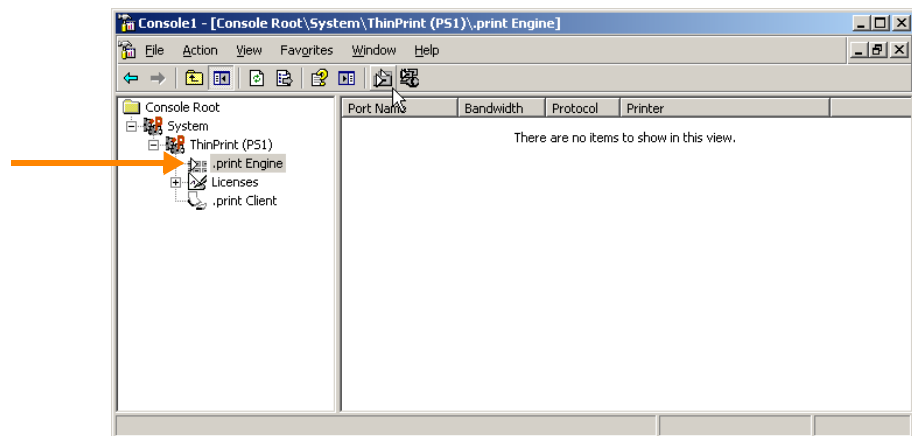 Console1 - [Console Root\System\ThinPrint (PS1)\.print Engine]
File Action View Favorites Window Help
Console Root
System
ThinPrint (PS1)
.print Engine
Licenses
.print Client
Port Name Bandwidth Protocol Printer
There are no items to show in this view.